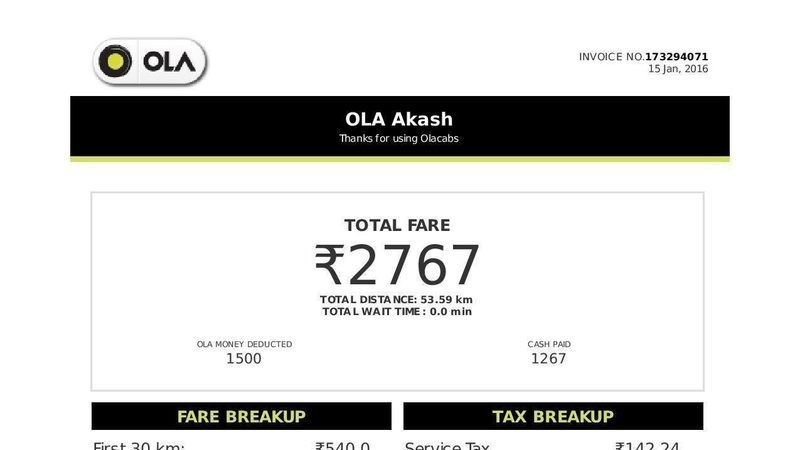 OLA
INVOICE NO.173294071
15 Jan, 2016
OLA Akash
Thanks for using Olacabs
TOTAL FARE
₹2767
TOTAL DISTANCE: 53.59 km
TOTAL WAIT TIME: 0.0 min
OLA MONEY DEDUCTED
1500
CASH PAID
1267
FARE BREAKUP
TAX BREAKUP
First 30 km: ₹540.0
Service Tax ₹142.24